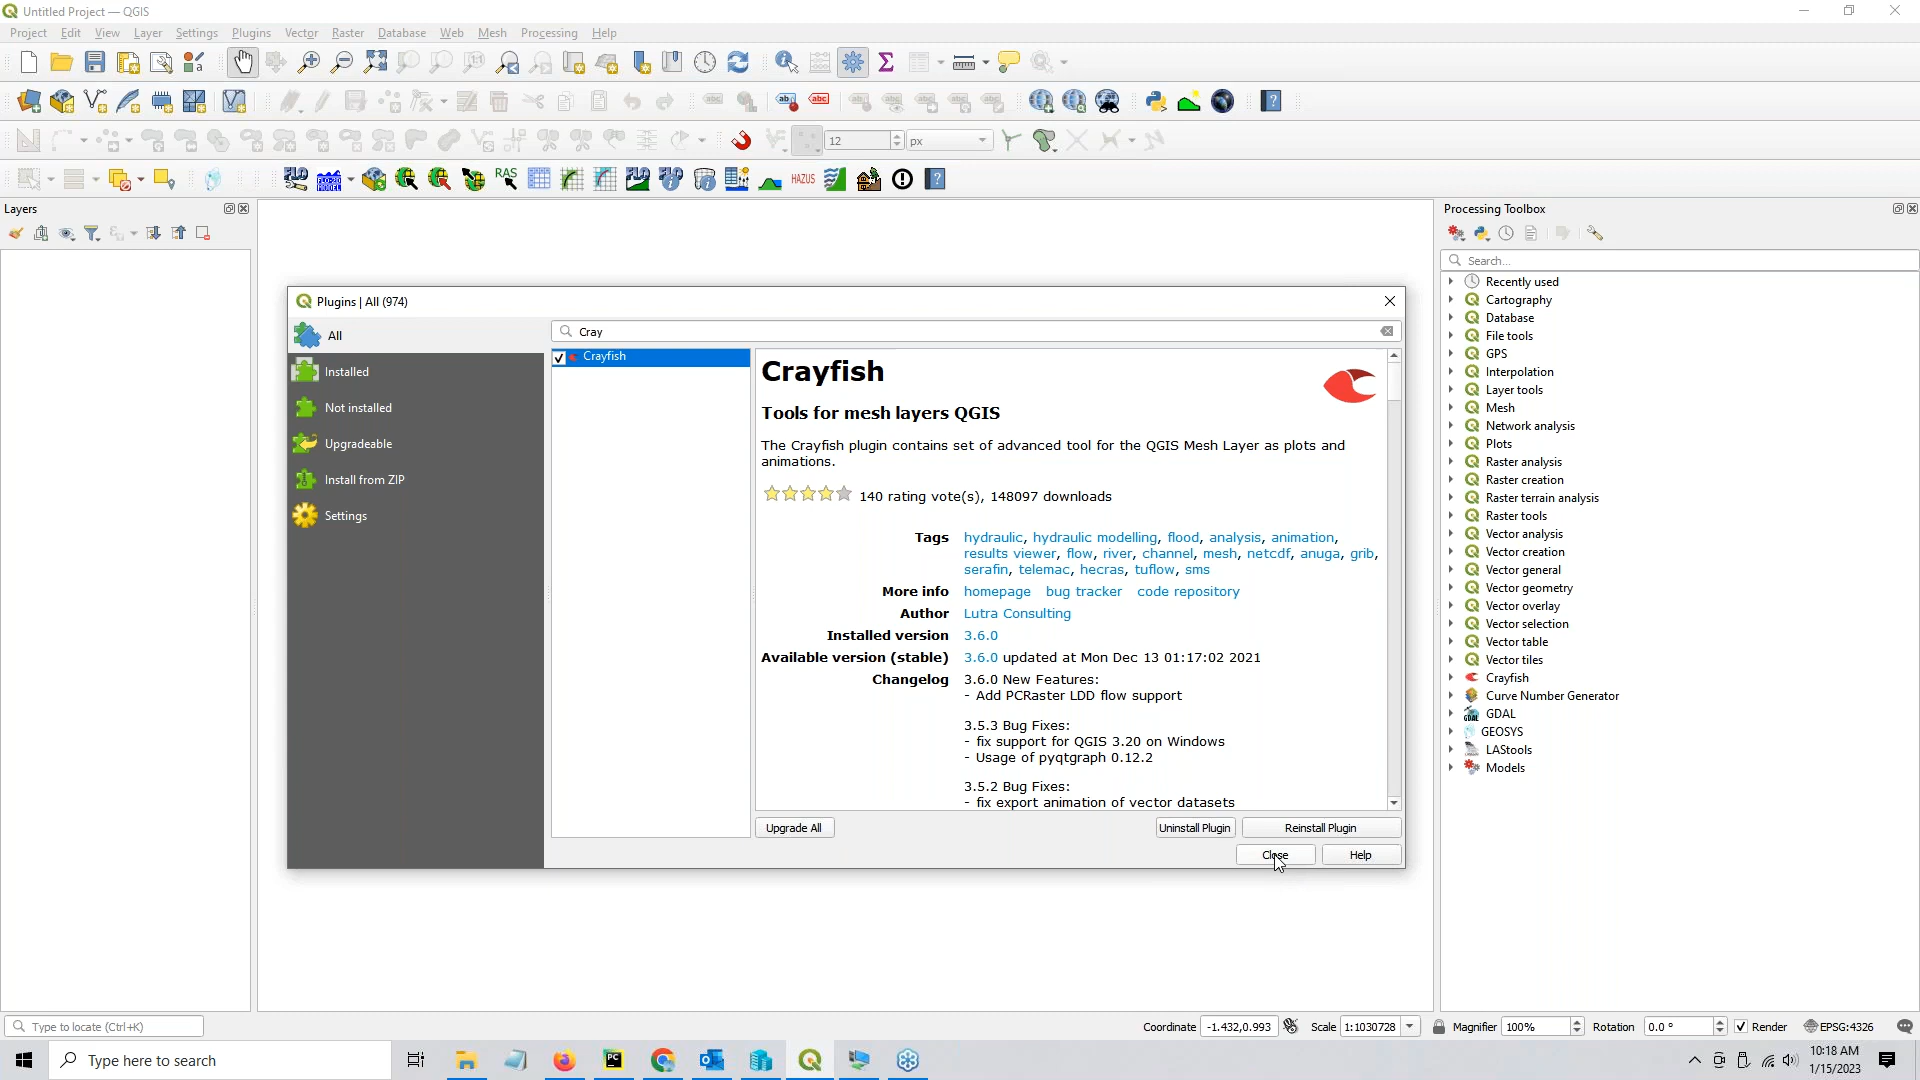 Untitled Project — QGIS
Project Edit View Layer Settings Plugins Vector Raster Database Web Mesh Processing Help
12 px
RAS HAZUS
Layers
Processing Toolbox
Search...
Recently used
Cartography
Database
File tools
GPS
Interpolation
Layer tools
Mesh
Network analysis
Plots
Raster analysis
Raster creation
Raster terrain analysis
Raster tools
Vector analysis
Vector creation
Vector general
Vector geometry
Vector overlay
Vector selection
Vector table
Vector tiles
Crayfish
Curve Number Generator
GDAL
GEOSYS
LAStools
Models
Plugins | All (974)
All
Installed
Not installed
Upgradeable
Install from ZIP
Settings
Cray
Crayfish
Crayfish
Tools for mesh layers QGIS
The Crayfish plugin contains set of advanced tool for the QGIS Mesh Layer as plots and
animations.
140 rating vote(s), 148097 downloads
Tags hydraulic, hydraulic modelling, flood, analysis, animation,
results viewer, flow, river, channel, mesh, netcdf, anuga, grib,
serafin, telemac, hecras, tuflow, sms
More info homepage bug tracker code repository
Author Lutra Consulting
Installed version 3.6.0
Available version (stable) 3.6.0 updated at Mon Dec 13 01:17:02 2021
Changelog 3.6.0 New Features:
- Add PCRaster LDD flow support
3.5.3 Bug Fixes:
- fix support for QGIS 3.20 on Windows
- Usage of pyqtgraph 0.12.2
3.5.2 Bug Fixes:
- fix export animation of vector datasets
Upgrade All Uninstall Plugin Reinstall Plugin
Close Help
Type to locate (Ctrl+K) Coordinate -1.432,0.993 Scale 1:1030728 Magnifier 100% Rotation 0.0 ° Render EPSG:4326
Type here to search
10:18 AM
1/15/2023